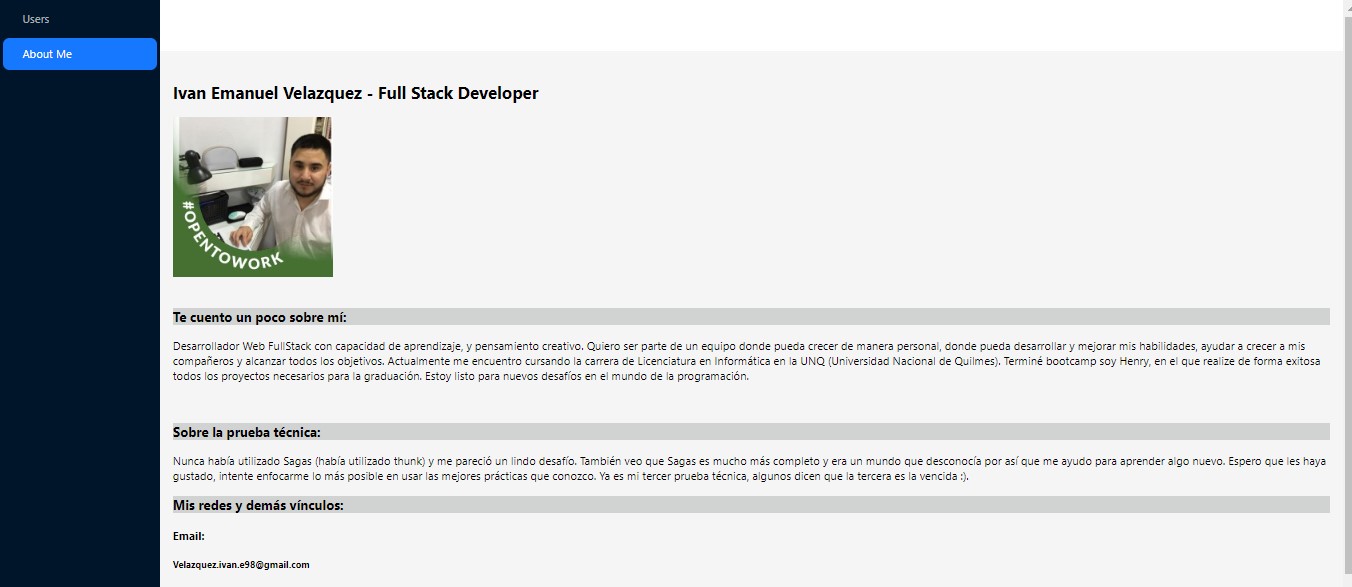 Users
About Me
Ivan Emanuel Velazquez - Full Stack Developer
#OPENTOWORK
Te cuento un poco sobre mí:
Desarrollador Web FullStack con capacidad de aprendizaje, y pensamiento creativo. Quiero ser parte de un equipo donde pueda crecer de manera personal, donde pueda desarrollar y mejorar mis habilidades, ayudar a crecer a mis
compañeros y alcanzar todos los objetivos. Actualmente me encuentro cursando la carrera de Licenciatura en Informática en la UNQ (Universidad Nacional de Quilmes). Terminé bootcamp soy Henry, en el que realize de forma exitosa
todos los proyectos necesarios para la graduación. Estoy listo para nuevos desafíos en el mundo de la programación.
Sobre la prueba técnica:
Nunca había utilizado Sagas (había utilizado thunk) y me pareció un lindo desafío. También veo que Sagas es mucho más completo y era un mundo que desconocía por así que me ayudo para aprender algo nuevo. Espero que les haya
gustado, intente enfocarme lo más posible en usar las mejores prácticas que conozco. Ya es mi tercer prueba técnica, algunos dicen que la tercera es la vencida :).
Mis redes y demás vínculos:
Email:
Velazquez.ivan.e98@gmail.com